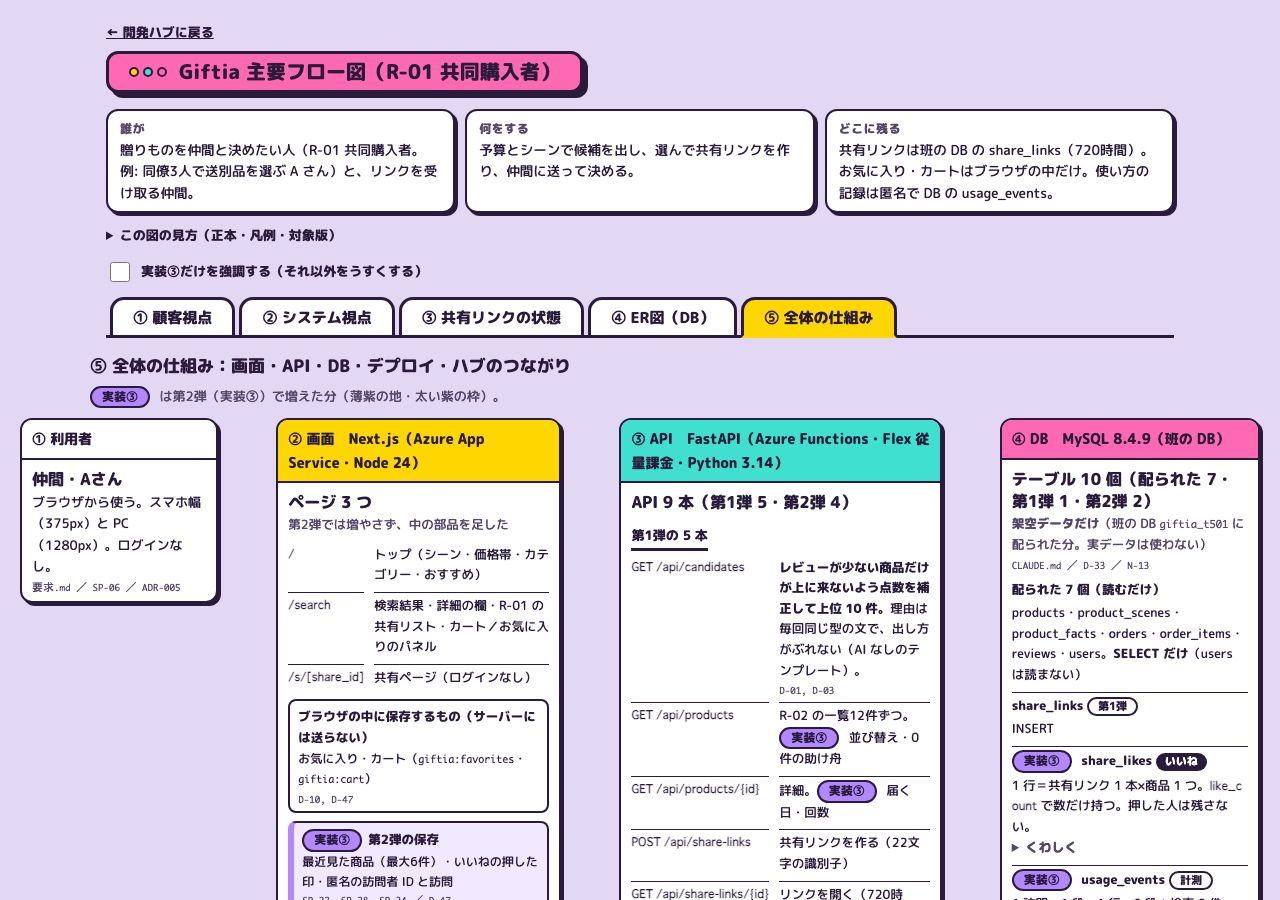 ← 開発ハブに戻る
Giftia 主要フロー図（R-01 共同購入者）
誰が
贈りものを仲間と決めたい人（R-01 共同購入者。
例: 同僚3人で送別品を選ぶ A さん）と、リンクを受
け取る仲間。
何をする
予算とシーンで候補を出し、選んで共有リンクを作
り、仲間に送って決める。
どこに残る
共有リンクは班の DB の share_links（720時間）。
お気に入り・カートはブラウザの中だけ。使い方の
記録は匿名で DB の usage_events。
▶ この図の見方（正本・凡例・対象版）
実装③だけを強調する（それ以外をうすくする）
① 顧客視点
② システム視点
③ 共有リンクの状態
④ ER図（DB）
⑤ 全体の仕組み
⑤ 全体の仕組み：画面・API・DB・デプロイ・ハブのつながり
実装③ は第2弾（実装③）で増えた分（薄紫の地・太い紫の枠）。
① 利用者
仲間・Aさん
ブラウザから使う。スマホ幅
（375px）と PC
（1280px）。ログインな
し。
要求.md ／ SP-06 ／ ADR-005
② 画面　Next.js（Azure App
Service・Node 24）
ページ 3 つ
第2弾では増やさず、中の部品を足した
/
トップ（シーン・価格帯・カテ
ゴリー・おすすめ）
/search
検索結果・詳細の欄・R-01 の
共有リスト・カート／お気に入
りのパネル
/s/[share_id]
共有ページ（ログインなし）
ブラウザの中に保存するもの（サーバーに
は送らない）
お気に入り・カート（giftia:favorites・
giftia:cart）
D-10, D-47
実装③ 第2弾の保存
最近見た商品（最大6件）・いいねの押した
印・匿名の訪問者 ID と訪問
③ API　FastAPI（Azure Functions・Flex 従
量課金・Python 3.14）
API 9 本（第1弾 5・第2弾 4）
第1弾の 5 本
GET /api/candidates
レビューが少ない商品だけ
が上に来ないよう点数を補
正して上位 10 件。理由は
毎回同じ型の文で、出し方
がぶれない（AI なしのテ
ンプレート）。
D-01, D-03
GET /api/products
R-02 の一覧12件ずつ。
実装③ 並び替え・0
件の助け舟
GET /api/products/{id}
詳細。 実装③ 届く
日・回数
POST /api/share-links
共有リンクを作る（22文
字の識別子）
GET /api/share-links/{id}
リンクを開く（720時
④ DB　MySQL 8.4.9（班の DB）
テーブル 10 個（配られた 7・
第1弾 1・第2弾 2）
架空データだけ（班の DB giftia_t501 に
配られた分。実データは使わない）
CLAUDE.md ／ D-33 ／ N-13
配られた 7 個（読むだけ）
products・product_scenes・
product_facts・orders・order_items・
reviews・users。SELECT だけ（users
は読まない）
share_links 第1弾
INSERT
実装③ share_likes いいね
1 行＝共有リンク 1 本×商品 1 つ。like_c
ount で数だけ持つ。押した人は残さな
い。
▶ くわしく
実装③ usage_events 計測